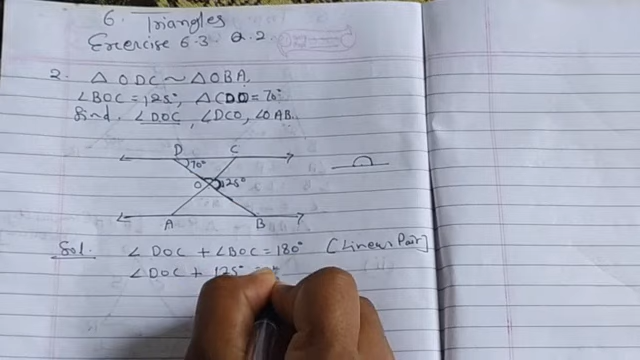 6. Triangles
Exercise 6.3 Q.2.
2. △ ODC ~ △ OBA.
∠BOC = 125°, △CDO = 70°
find. ∠DOC, ∠DCO, ∠OAB.
D C
70°
O 125°
A B
Sol. ∠ DOC + ∠BOC = 180° [Linear Pair]
∠DOC + 125°